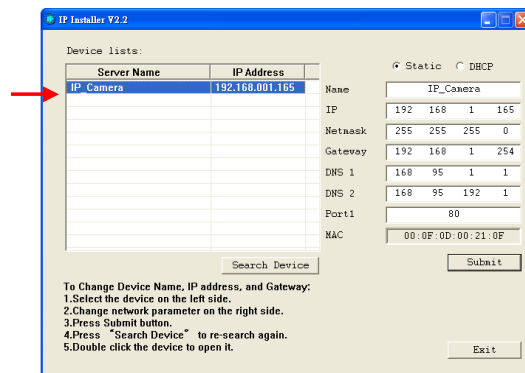 IP Installer V2.2
Device lists:
Server Name IP Address
IP_Camera 192.168.001.165
Static DHCP
Name IP_Camera
IP 192 168 1 165
Netmask 255 255 255 0
Gateway 192 168 1 254
DNS 1 168 95 1 1
DNS 2 168 95 192 1
Port1 80
MAC 00:0F:0D:00:21:0F
Search Device
Submit
To Change Device Name, IP address, and Gateway:
1.Select the device on the left side.
2.Change network parameter on the right side.
3.Press Submit button.
4.Press “Search Device” to re-search again.
5.Double click the device to open it.
Exit